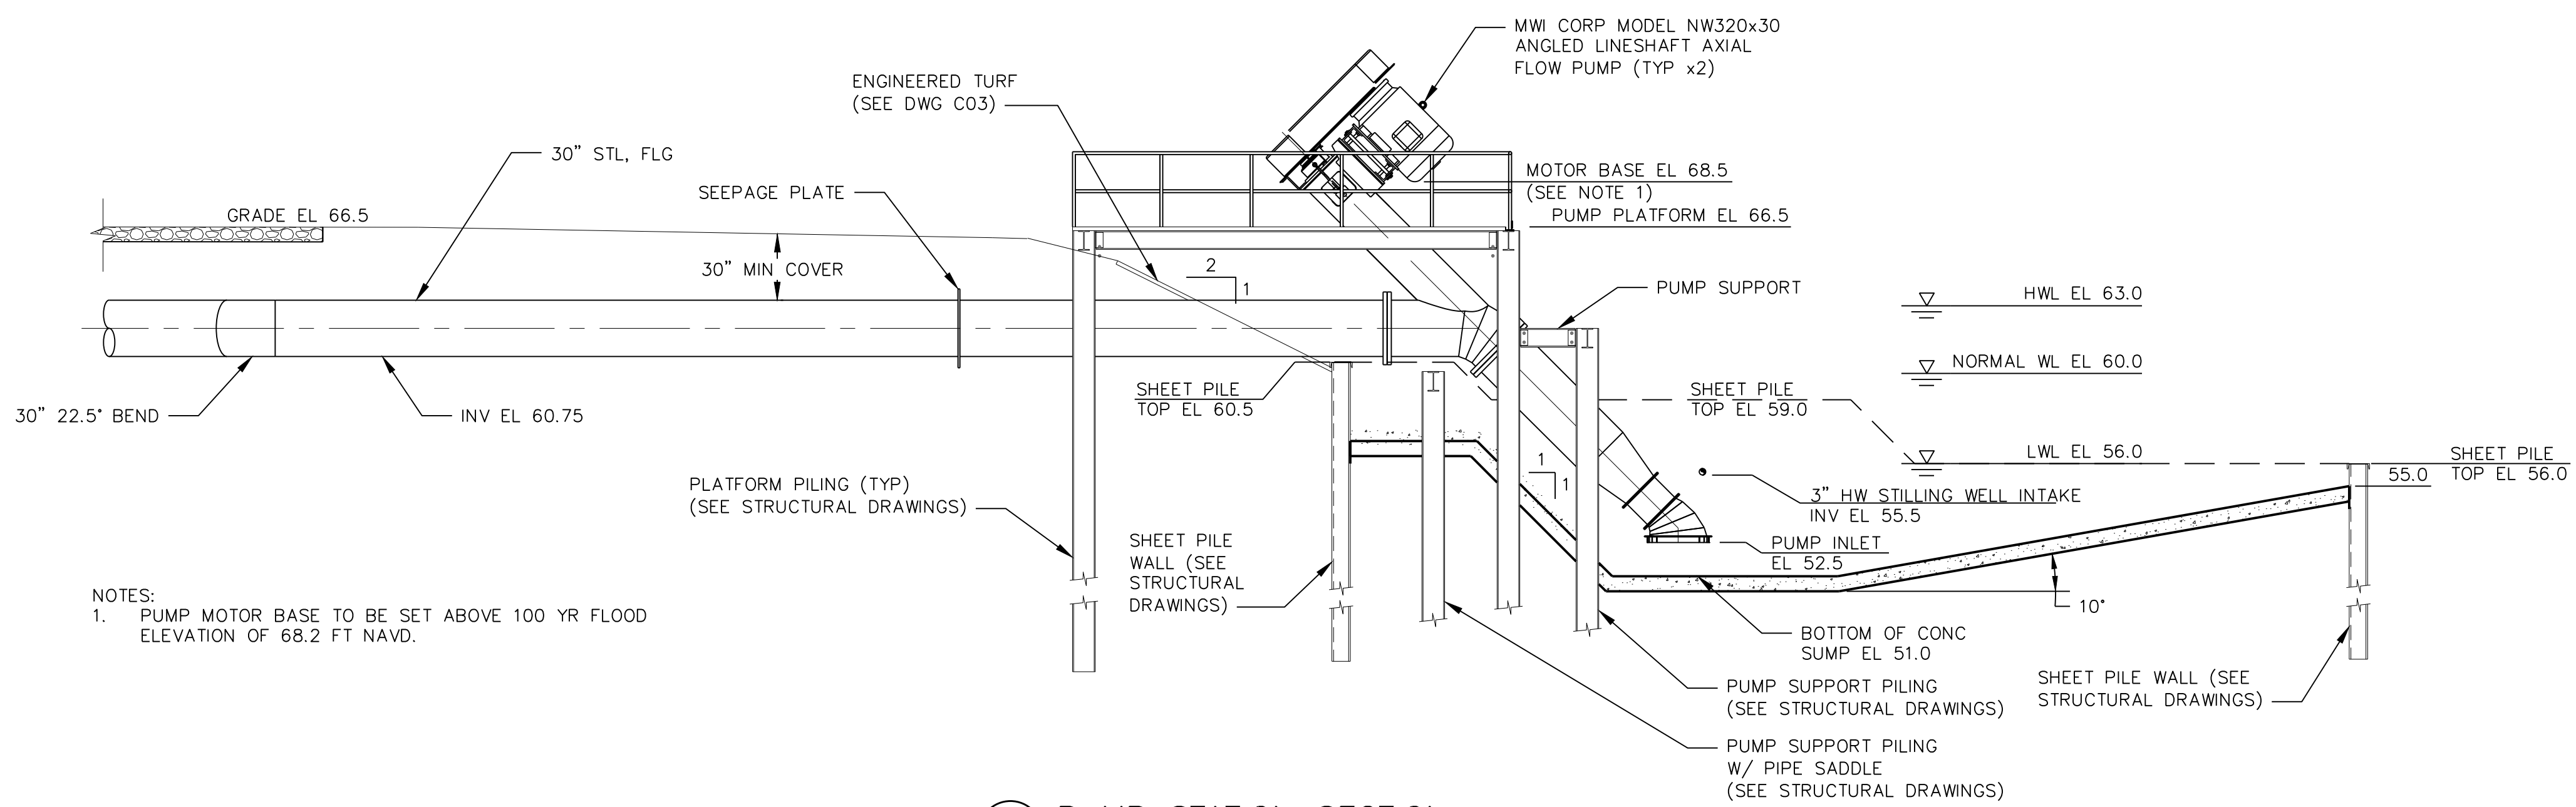 MWI CORP MODEL NW320x30
ANGLED LINESHAFT AXIAL
FLOW PUMP (TYP x2)
ENGINEERED TURF
(SEE DWG C03)
30" STL, FLG
SEEPAGE PLATE
MOTOR BASE EL 68.5
(SEE NOTE 1)
PUMP PLATFORM EL 66.5
GRADE EL 66.5
30" MIN COVER
2
1
PUMP SUPPORT
HWL EL 63.0
NORMAL WL EL 60.0
SHEET PILE
TOP EL 60.5
SHEET PILE
TOP EL 59.0
30" 22.5° BEND
INV EL 60.75
LWL EL 56.0
SHEET PILE
TOP EL 56.0
55.0
1
1
PLATFORM PILING (TYP)
(SEE STRUCTURAL DRAWINGS)
3" HW STILLING WELL INTAKE
INV EL 55.5
SHEET PILE
WALL (SEE
STRUCTURAL
DRAWINGS)
PUMP INLET
EL 52.5
10°
NOTES:
1. PUMP MOTOR BASE TO BE SET ABOVE 100 YR FLOOD
ELEVATION OF 68.2 FT NAVD.
BOTTOM OF CONC
SUMP EL 51.0
PUMP SUPPORT PILING
(SEE STRUCTURAL DRAWINGS)
SHEET PILE WALL (SEE
STRUCTURAL DRAWINGS)
PUMP SUPPORT PILING
W/ PIPE SADDLE
(SEE STRUCTURAL DRAWINGS)